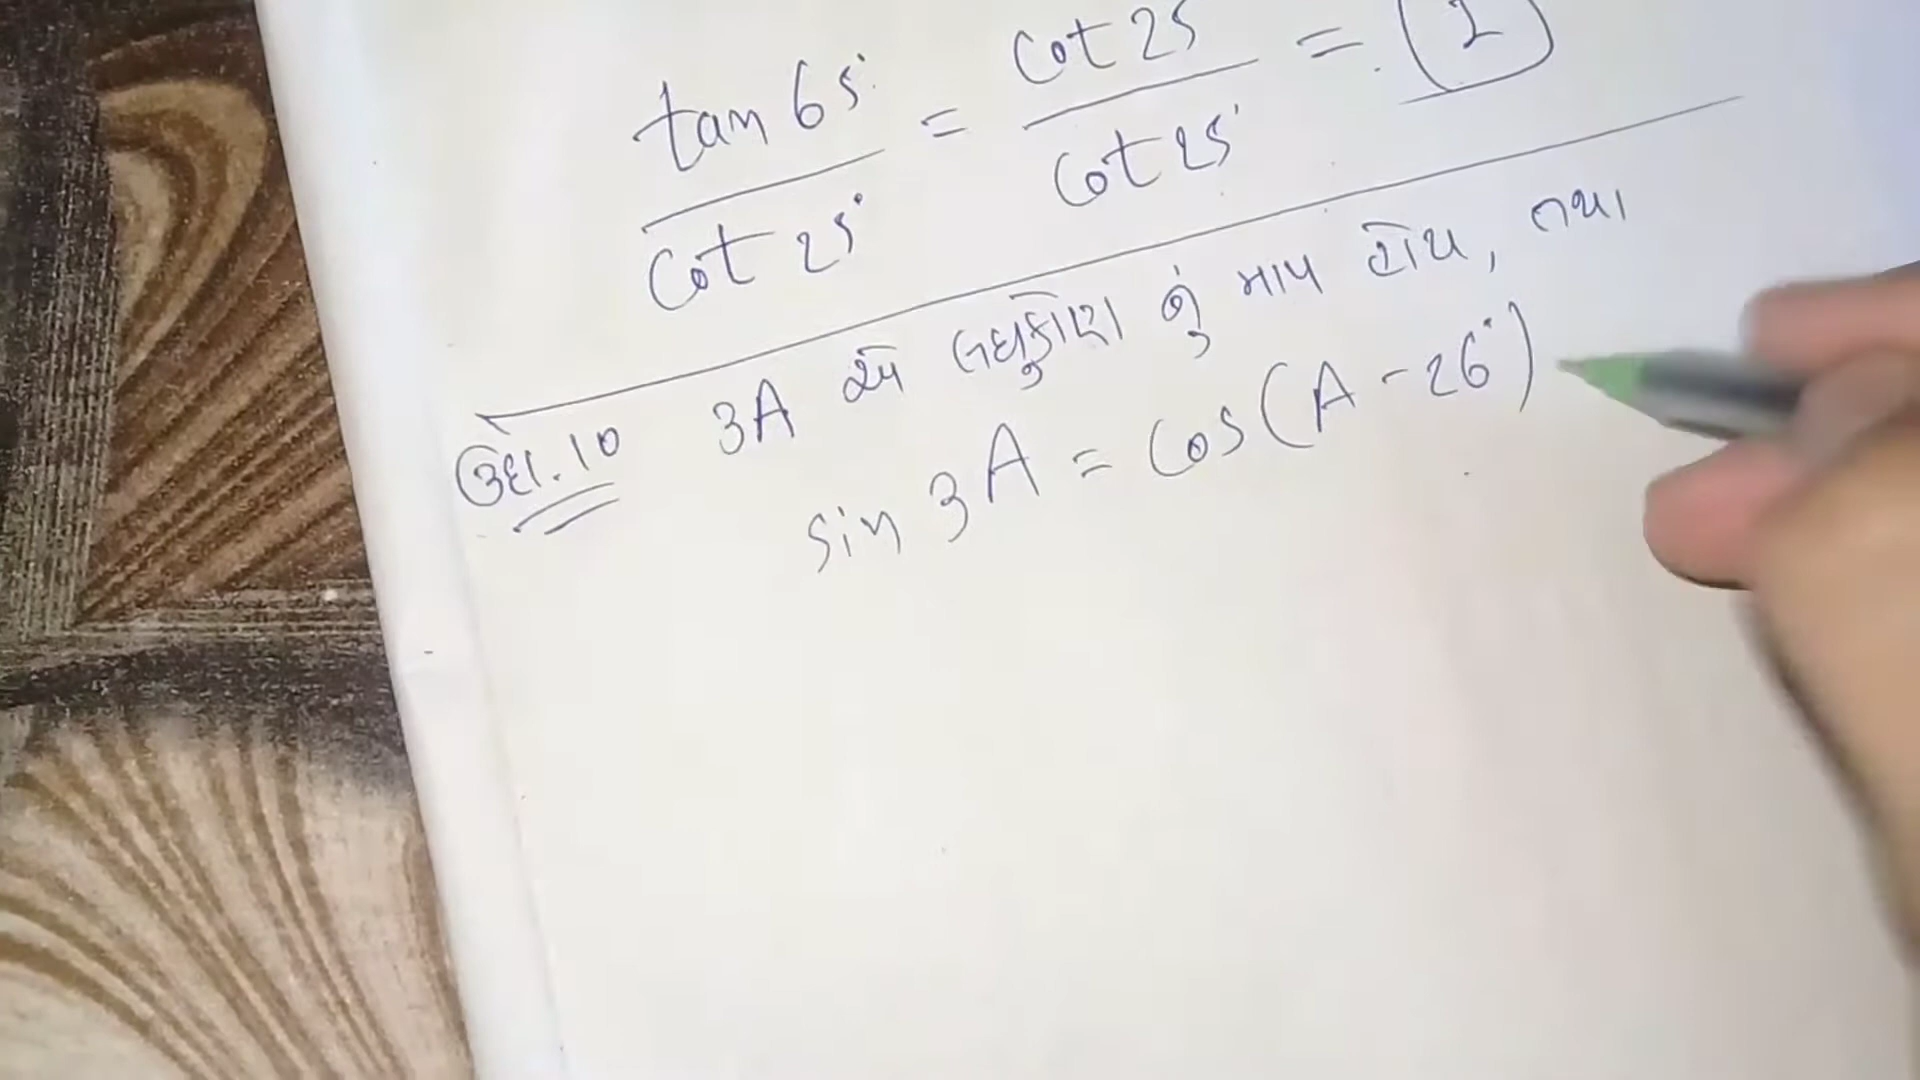 tan 65° / cot 25° = cot 25 / cot 25° = 1
ઉદા. 10 3A એ લઘુકોણ નું માપ હોય, તથા
sin 3A = cos (A - 26°)